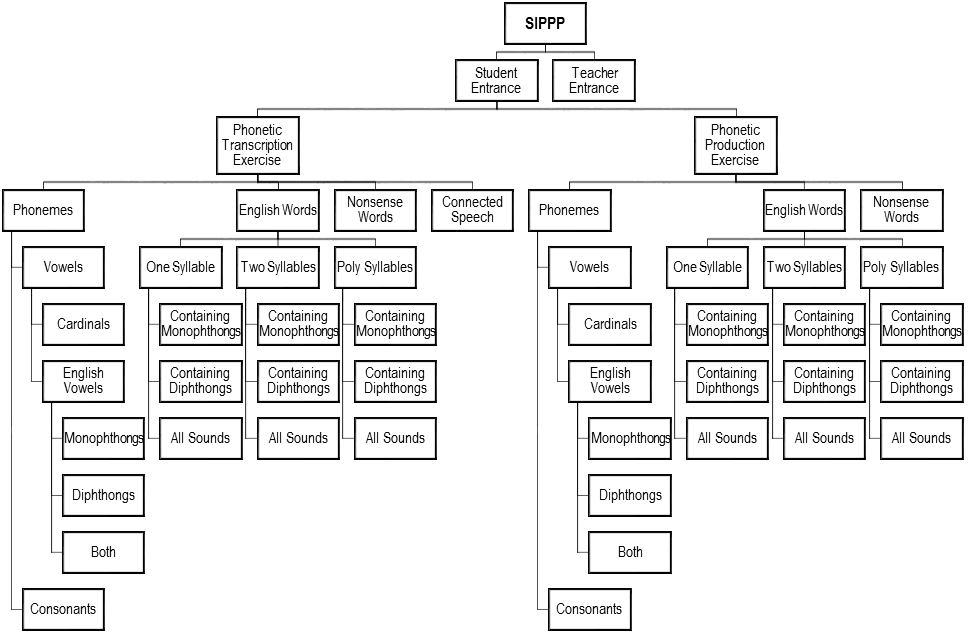 SIPPP
Student
Entrance
Teacher
Entrance
Phonetic
Transcription
Exercise
Phonetic
Production
Exercise
Phonemes
English Words
Nonsense
Words
Connected
Speech
Phonemes
English Words
Nonsense
Words
Vowels
One Syllable
Two Syllables
Poly Syllables
Vowels
One Syllable
Two Syllables
Poly Syllables
Cardinals
Containing
Monophthongs
Containing
Monophthongs
Containing
Monophthongs
Cardinals
Containing
Monophthongs
Containing
Monophthongs
Containing
Monophthongs
English
Vowels
Containing
Diphthongs
Containing
Diphthongs
Containing
Diphthongs
English
Vowels
Containing
Diphthongs
Containing
Diphthongs
Containing
Diphthongs
Monophthongs
All Sounds
All Sounds
All Sounds
Monophthongs
All Sounds
All Sounds
All Sounds
Diphthongs
Diphthongs
Both
Both
Consonants
Consonants